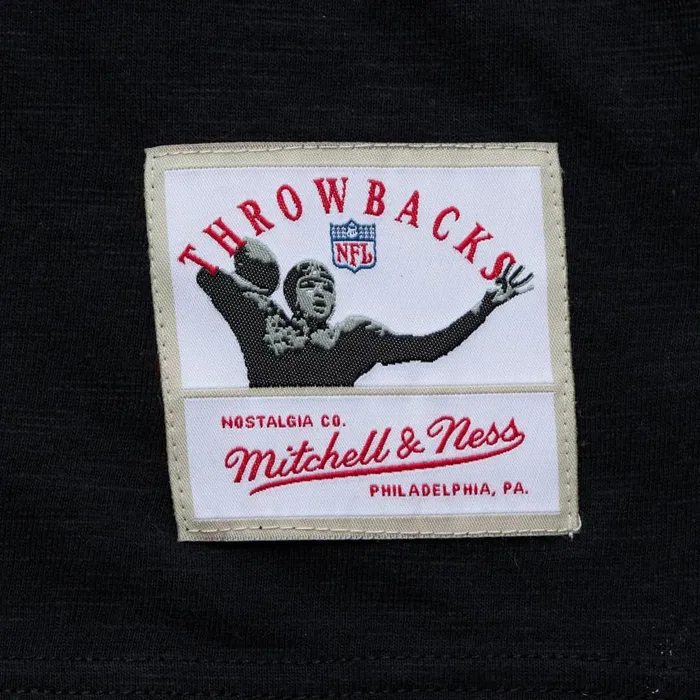 THROWBACKS
NFL
NOSTALGIA CO.
Mitchell & Ness
PHILADELPHIA, PA.